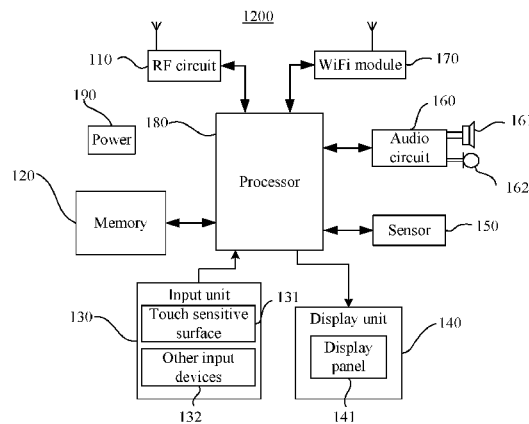 1200
110
RF circuit
WiFi module
170
190
Power
180
160
161
Audio
circuit
162
120
Memory
Processor
Sensor
150
Input unit
131
130
Touch sensitive
surface
Other input
devices
132
Display unit
140
Display
panel
141